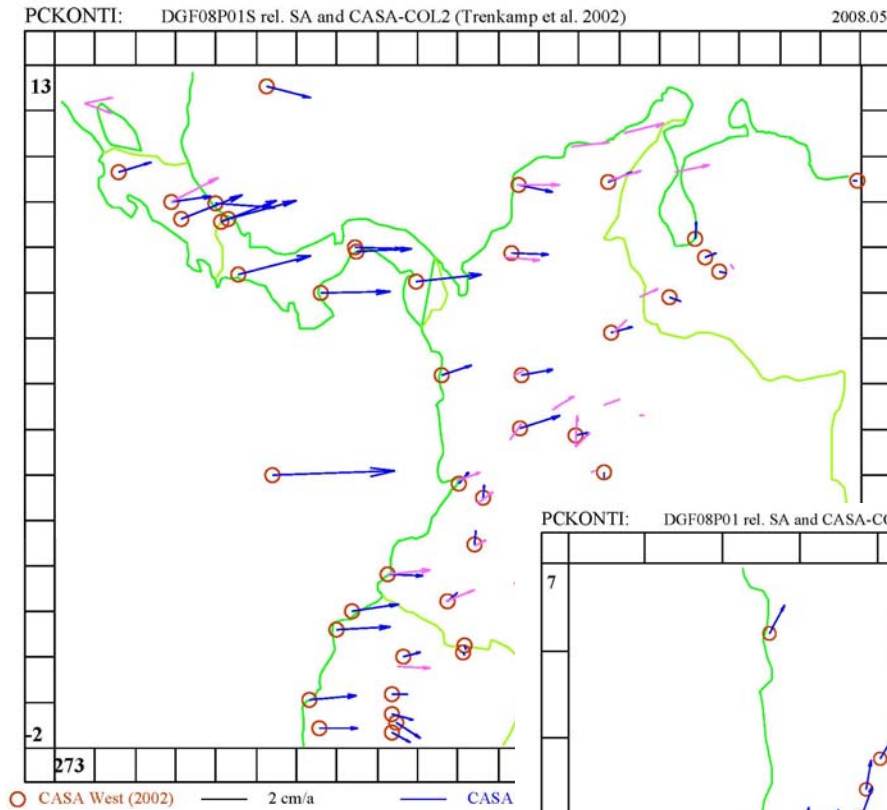 PCKONTI: DGF08P01S rel. SA and CASA-COL2 (Trenkamp et al. 2002) 2008.05
13
PCKONTI: DGF08P01 rel. SA and CASA-CO
7
-2
273
CASA West (2002) 2 cm/a CASA